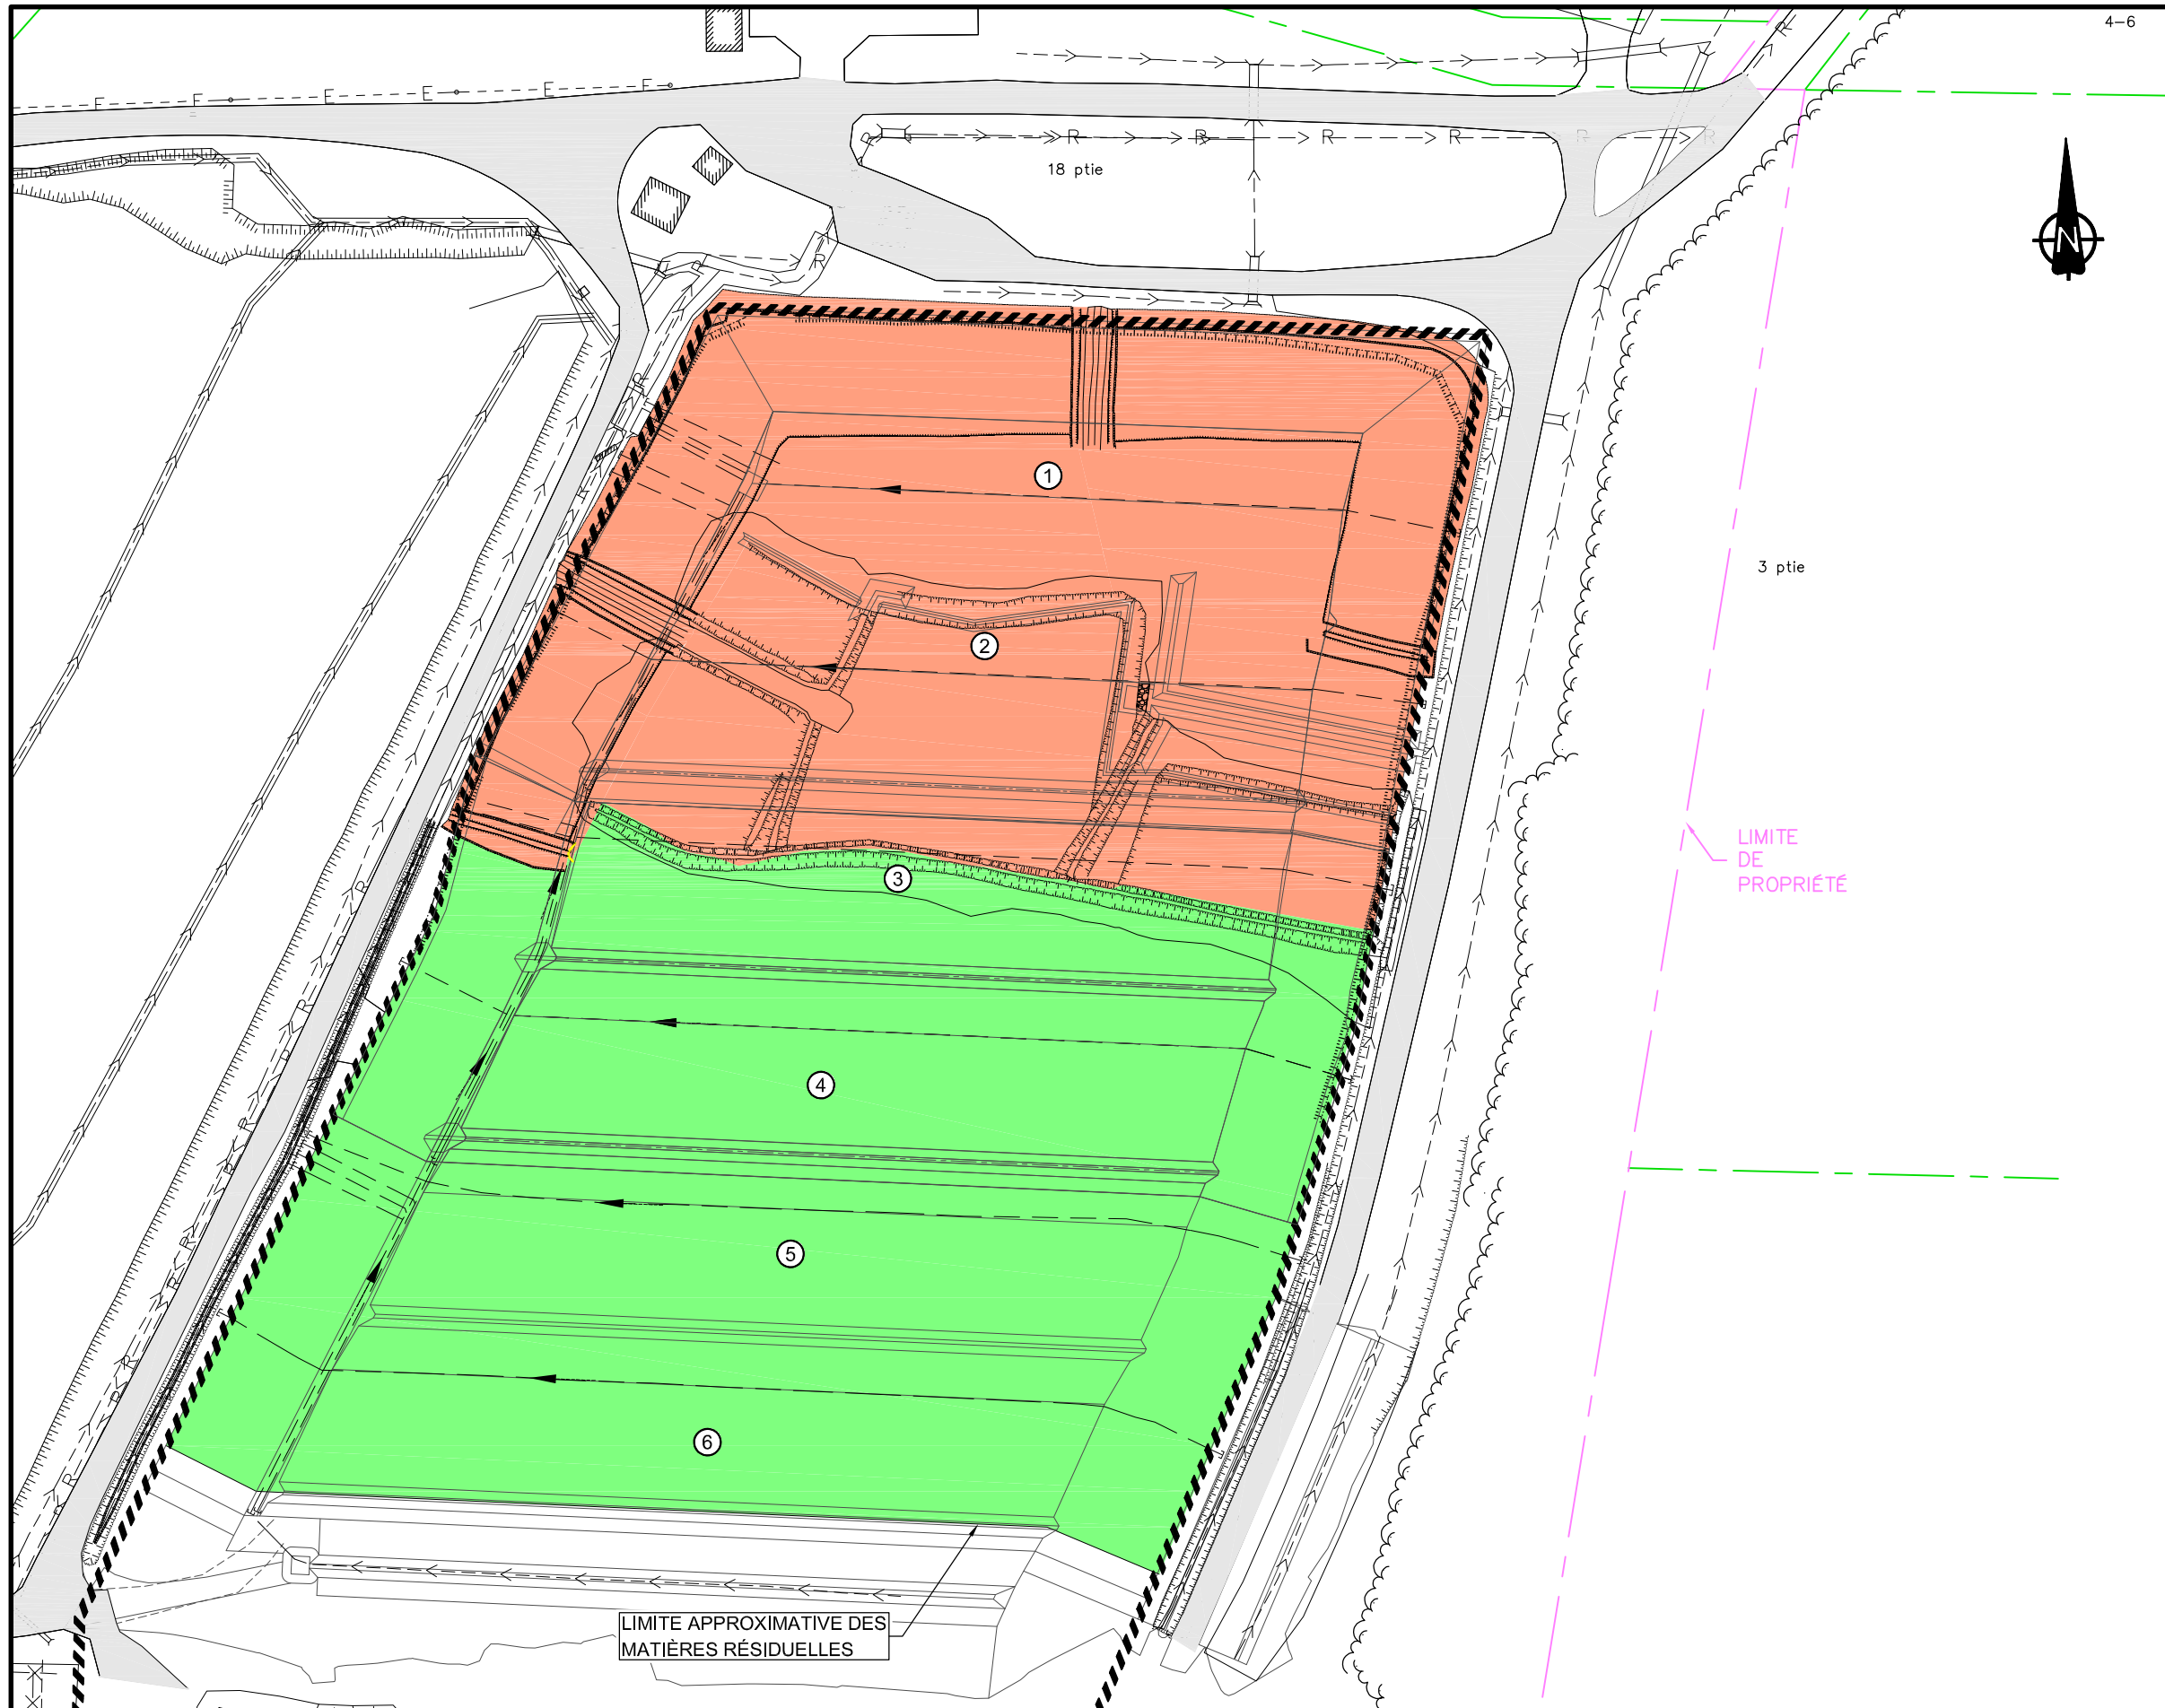 4–6
E E E E E E
R R R R R R
18 ptie
R
N
1
3 ptie
2
LIMITE
DE
PROPRIÉTÉ
3
4
5
6
LIMITE APPROXIMATIVE DES
MATIÈRES RÉSIDUELLES